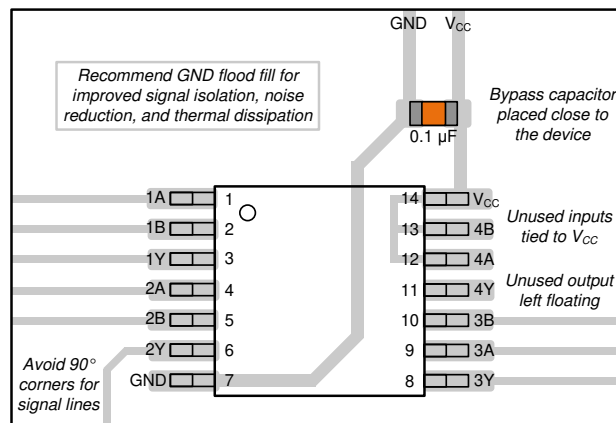 GND VCC
Recommend GND flood fill for
improved signal isolation, noise
reduction, and thermal dissipation
Bypass capacitor
placed close to
the device
0.1 µF
1A 1 14 VCC
Unused inputs
tied to VCC
1B 2 13 4B
1Y 3 12 4A
Unused output
left floating
2A 4 11 4Y
2B 5 10 3B
2Y 6 9 3A
Avoid 90°
corners for
signal lines
GND 7 8 3Y